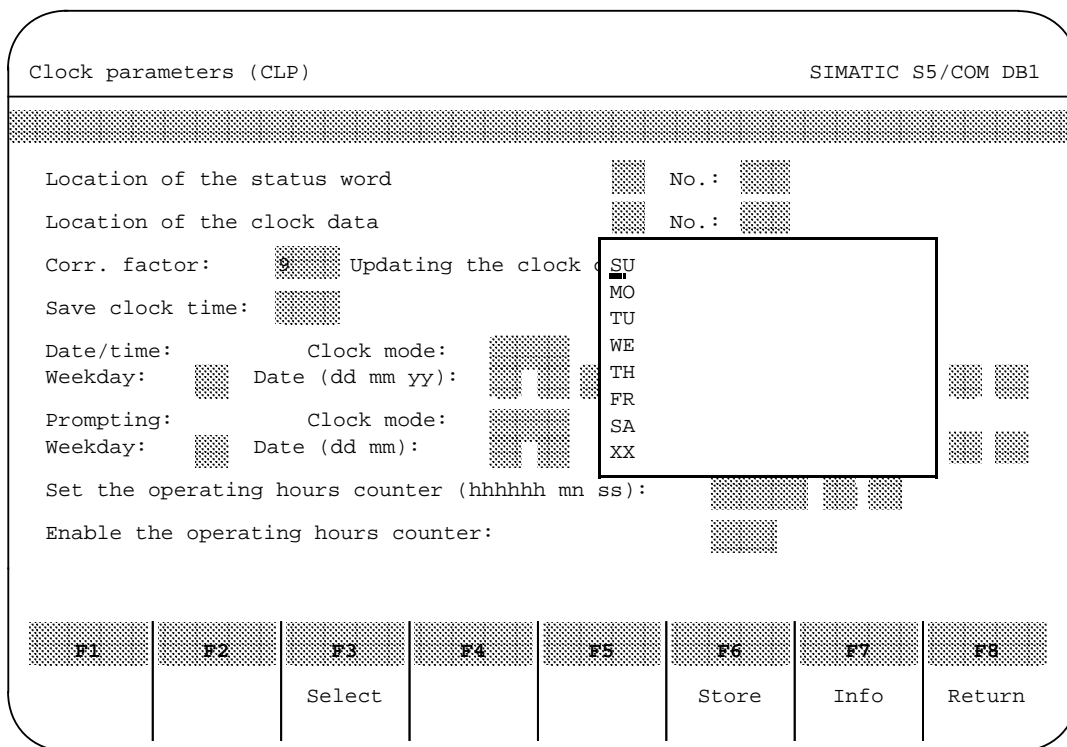 Clock parameters (CLP) SIMATIC S5/COM DB1
Location of the status word No.:
Location of the clock data No.:
Corr. factor: 9 Updating the clock
Save clock time:
Date/time: Clock mode:
Weekday: Date (dd mm yy):
Prompting: Clock mode:
Weekday: Date (dd mm):
SU
MO
TU
WE
TH
FR
SA
XX
Set the operating hours counter (hhhhhh mn ss):
Enable the operating hours counter:
F1 F2 F3 F4 F5 F6 F7 F8
Select Store Info Return